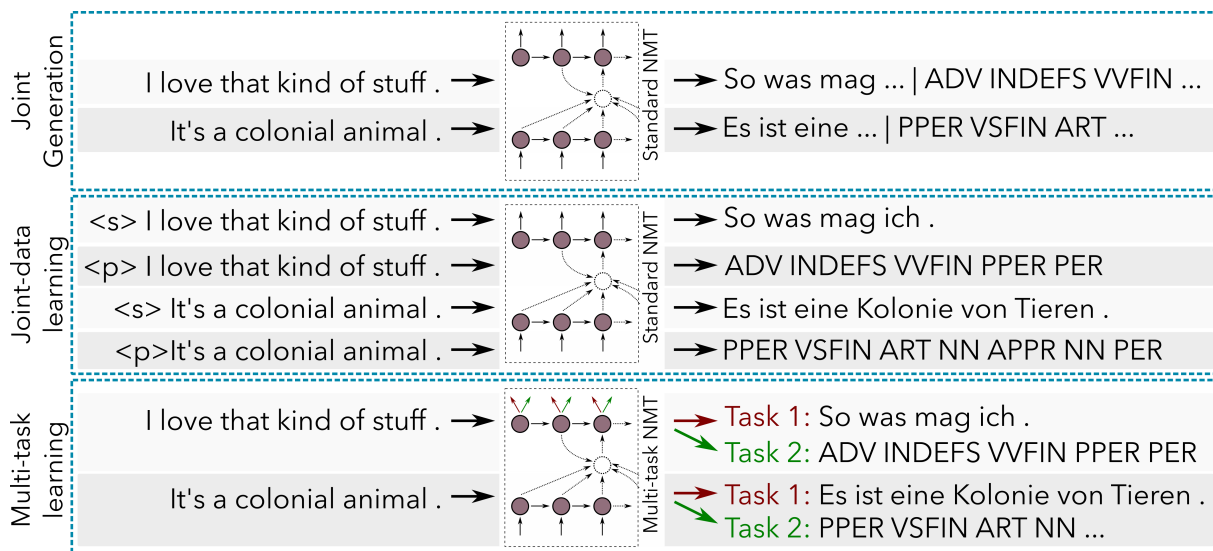 Joint
Generation
I love that kind of stuff .
It's a colonial animal .
Standard NMT
So was mag ... | ADV INDEFS VVFIN ...
Es ist eine ... | PPER VSFIN ART ...
Joint-data
learning
<s> I love that kind of stuff .
<p> I love that kind of stuff .
<s> It's a colonial animal .
<p>It's a colonial animal .
Standard NMT
So was mag ich .
ADV INDEFS VVFIN PPER PER
Es ist eine Kolonie von Tieren .
PPER VSFIN ART NN APPR NN PER
Multi-task
learning
I love that kind of stuff .
It's a colonial animal .
Multi-task NMT
Task 1: So was mag ich .
Task 2: ADV INDEFS VVFIN PPER PER
Task 1: Es ist eine Kolonie von Tieren .
Task 2: PPER VSFIN ART NN ...